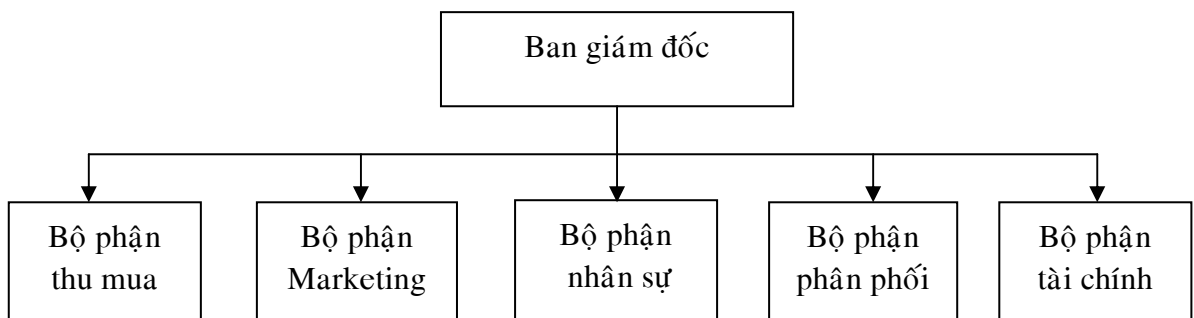 Ban giám đốc
Bộ phận
thu mua
Bộ phận
Marketing
Bộ phận
nhân sự
Bộ phận
phân phối
Bộ phận
tài chính